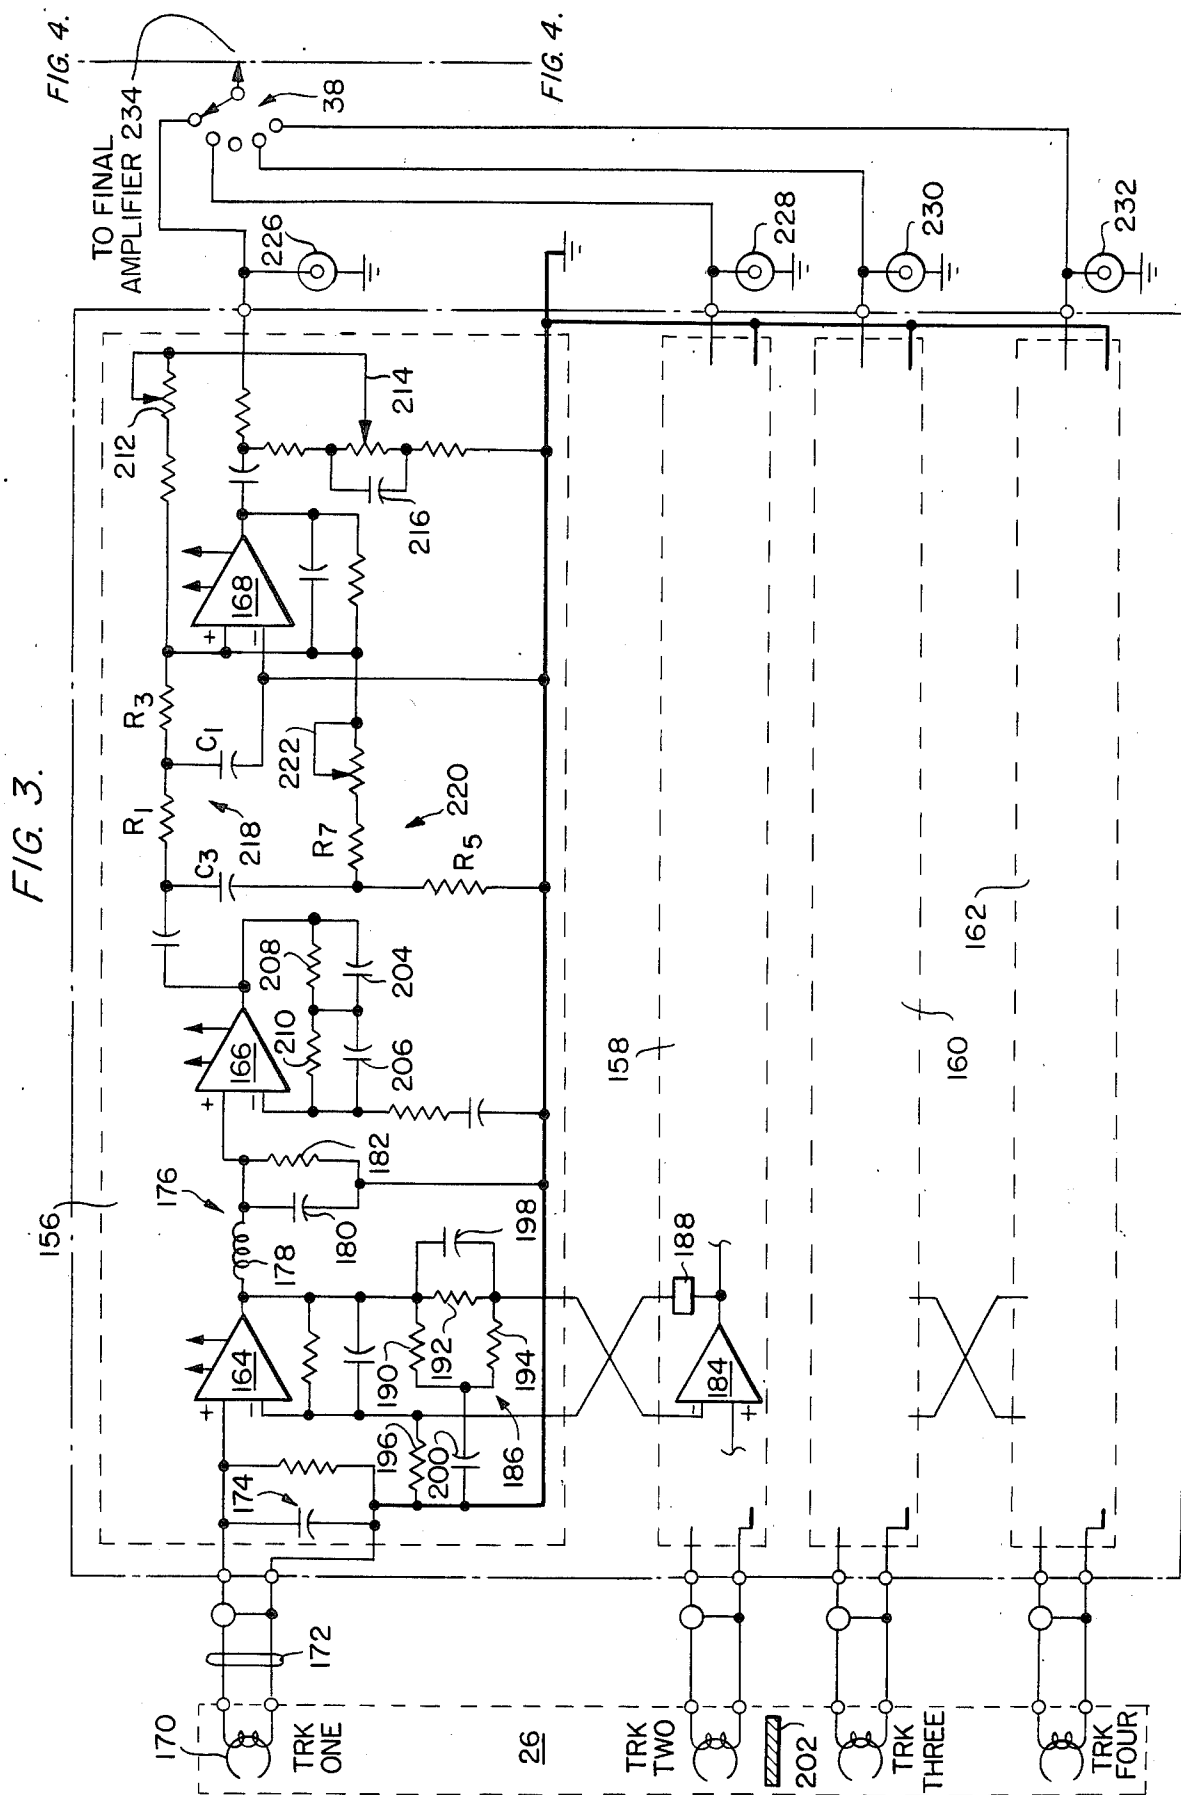 FIG. 3.
FIG. 4.
FIG. 4.
TO FINAL
AMPLIFIER 234
38
226
228
230
232
156
212
214
216
R3
R1
C1
C3
218
222
220
R7
R5
168
+
-
166
+
-
208
210
204
206
176
178
180
182
164
+
-
174
190
192
194
196
198
200
186
158
188
184
-
+
160
162
170
172
TRK
ONE
26
TRK
TWO
202
TRK
THREE
TRK
FOUR